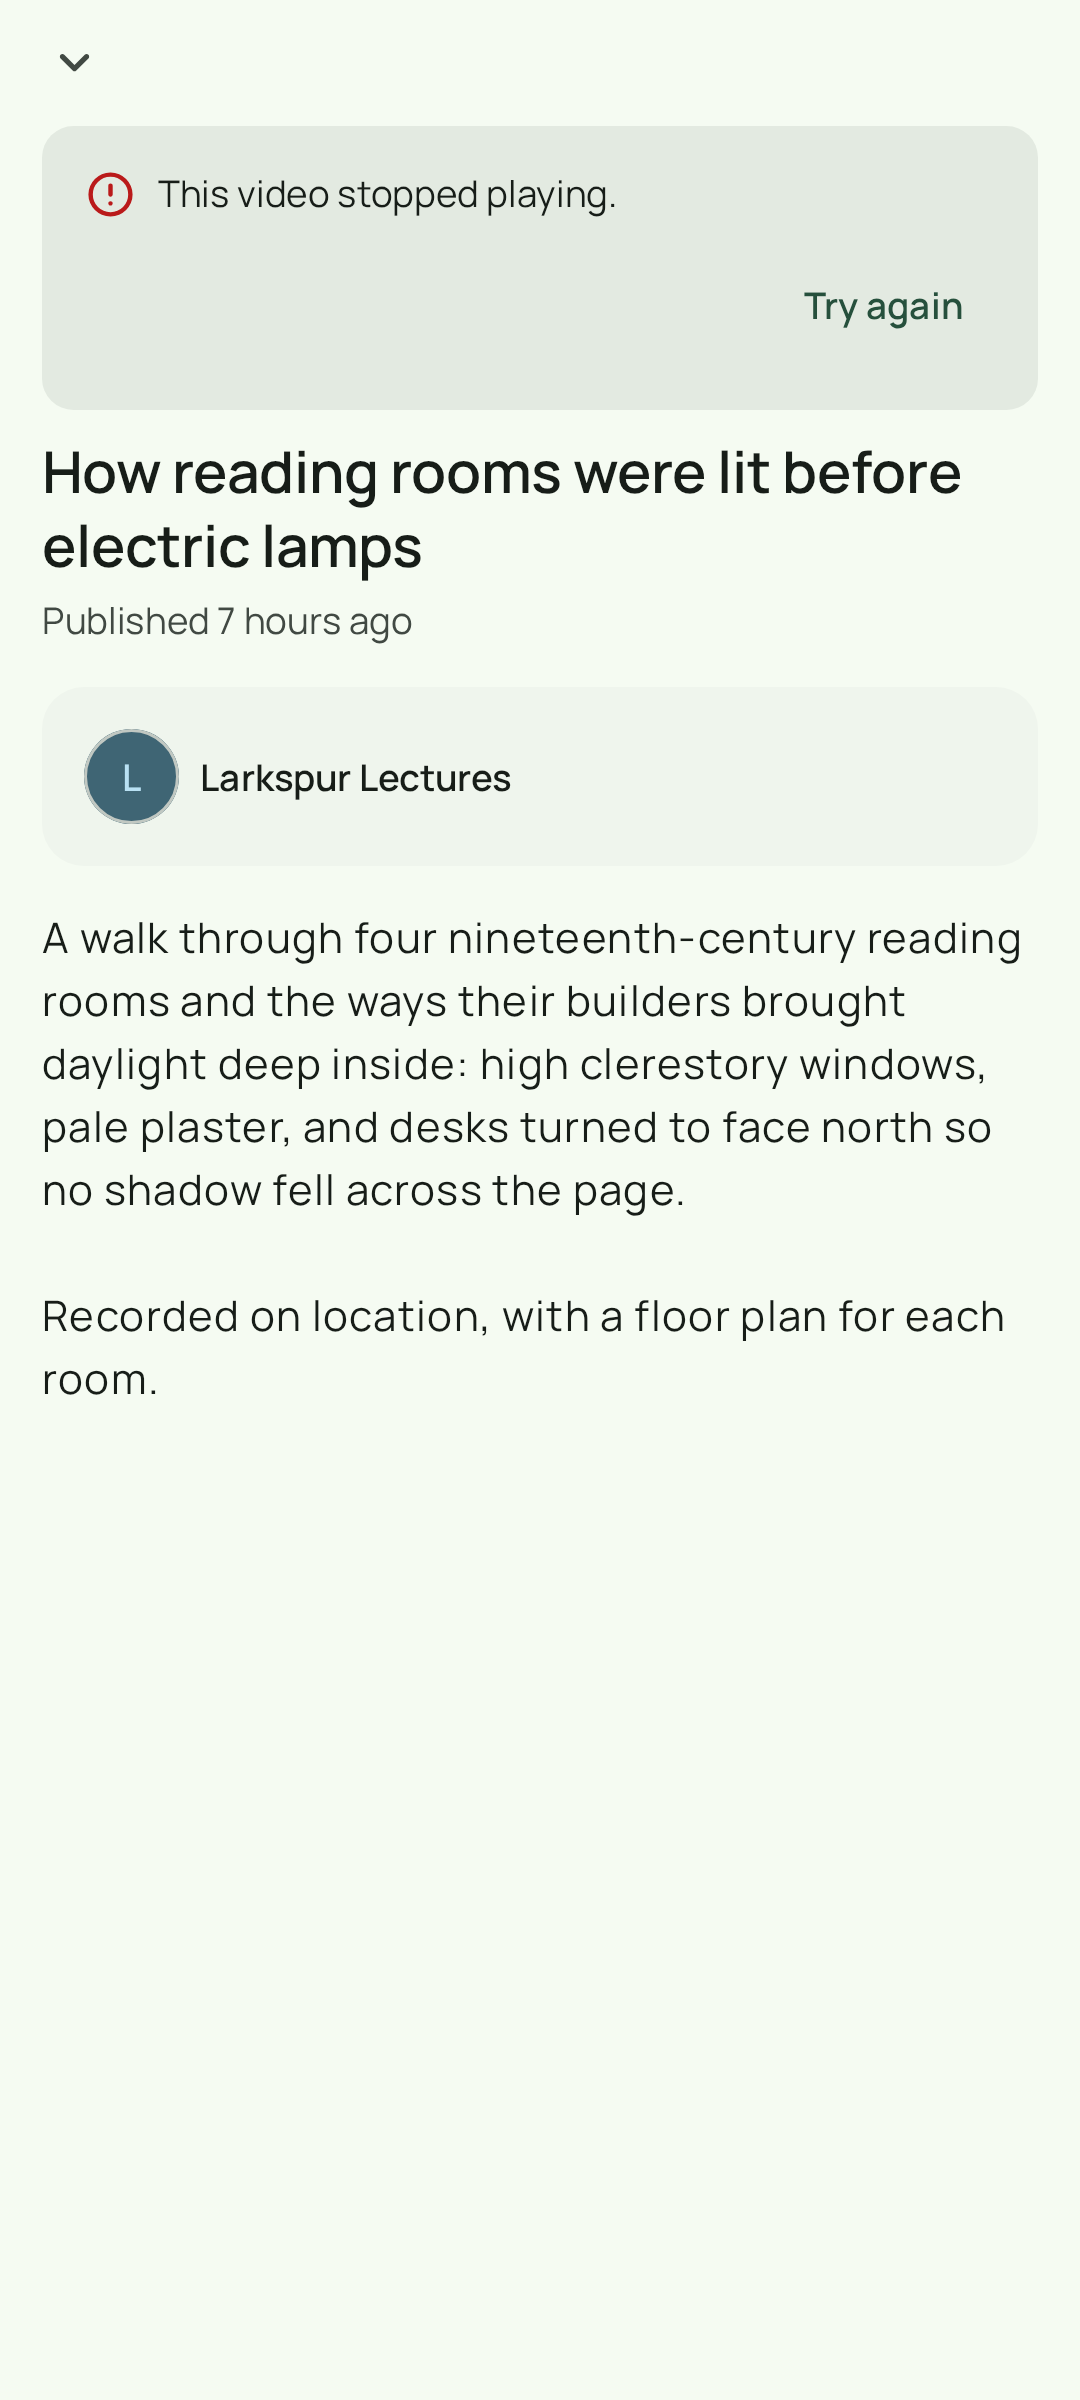 This video stopped playing.
Try again
How reading rooms were lit before
electric lamps
Published 7 hours ago
L
Larkspur Lectures
A walk through four nineteenth-century reading
rooms and the ways their builders brought
daylight deep inside: high clerestory windows,
pale plaster, and desks turned to face north so
no shadow fell across the page.
Recorded on location, with a floor plan for each
room.